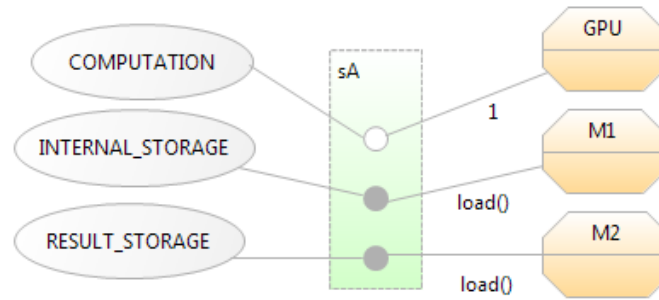 COMPUTATION
INTERNAL_STORAGE
RESULT_STORAGE
sA
1
load()
load()
GPU
M1
M2